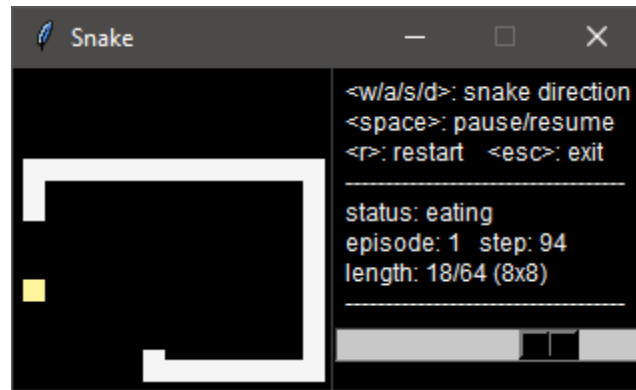 Snake
<w/a/s/d>: snake direction
<space>: pause/resume
<r>: restart <esc>: exit
--------------------------------------------
status: eating
episode: 1 step: 94
length: 18/64 (8x8)
--------------------------------------------